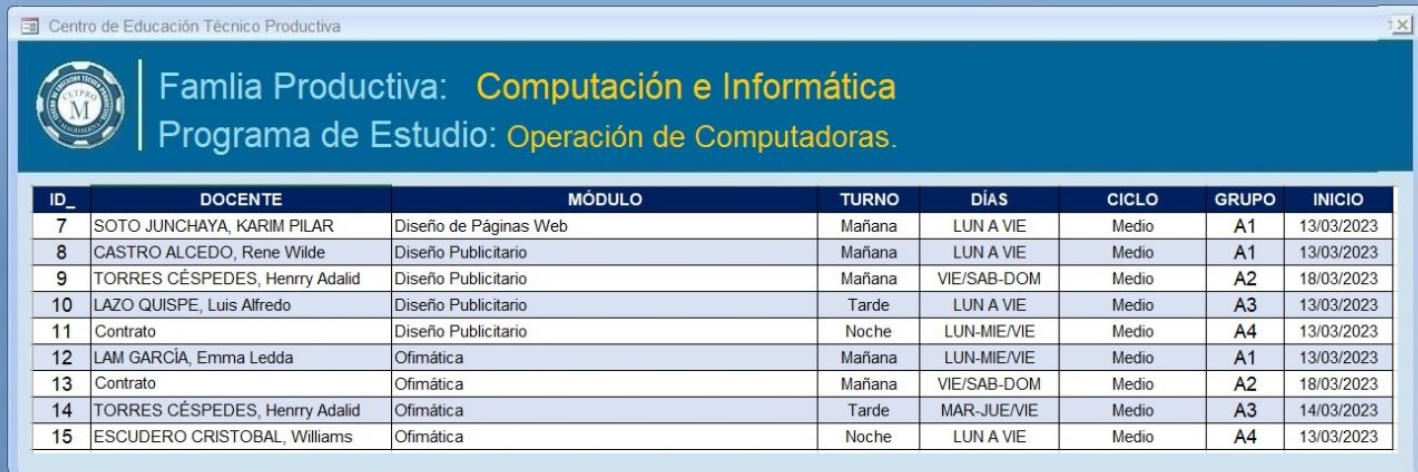 Centro de Educación Técnico Productiva
CETPRO
M
"MAGDALENA"
Famlia Productiva: Computación e Informática
Programa de Estudio: Operación de Computadoras.
ID_ DOCENTE MÓDULO TURNO DÍAS CICLO GRUPO INICIO
7 SOTO JUNCHAYA, KARIM PILAR Diseño de Páginas Web Mañana LUN A VIE Medio A1 13/03/2023
8 CASTRO ALCEDO, Rene Wilde Diseño Publicitario Mañana LUN A VIE Medio A1 13/03/2023
9 TORRES CÉSPEDES, Henrry Adalid Diseño Publicitario Mañana VIE/SAB-DOM Medio A2 18/03/2023
10 LAZO QUISPE, Luis Alfredo Diseño Publicitario Tarde LUN A VIE Medio A3 13/03/2023
11 Contrato Diseño Publicitario Noche LUN-MIE/VIE Medio A4 13/03/2023
12 LAM GARCÍA, Emma Ledda Ofimática Mañana LUN-MIE/VIE Medio A1 13/03/2023
13 Contrato Ofimática Mañana VIE/SAB-DOM Medio A2 18/03/2023
14 TORRES CÉSPEDES, Henrry Adalid Ofimática Tarde MAR-JUE/VIE Medio A3 14/03/2023
15 ESCUDERO CRISTOBAL, Williams Ofimática Noche LUN A VIE Medio A4 13/03/2023